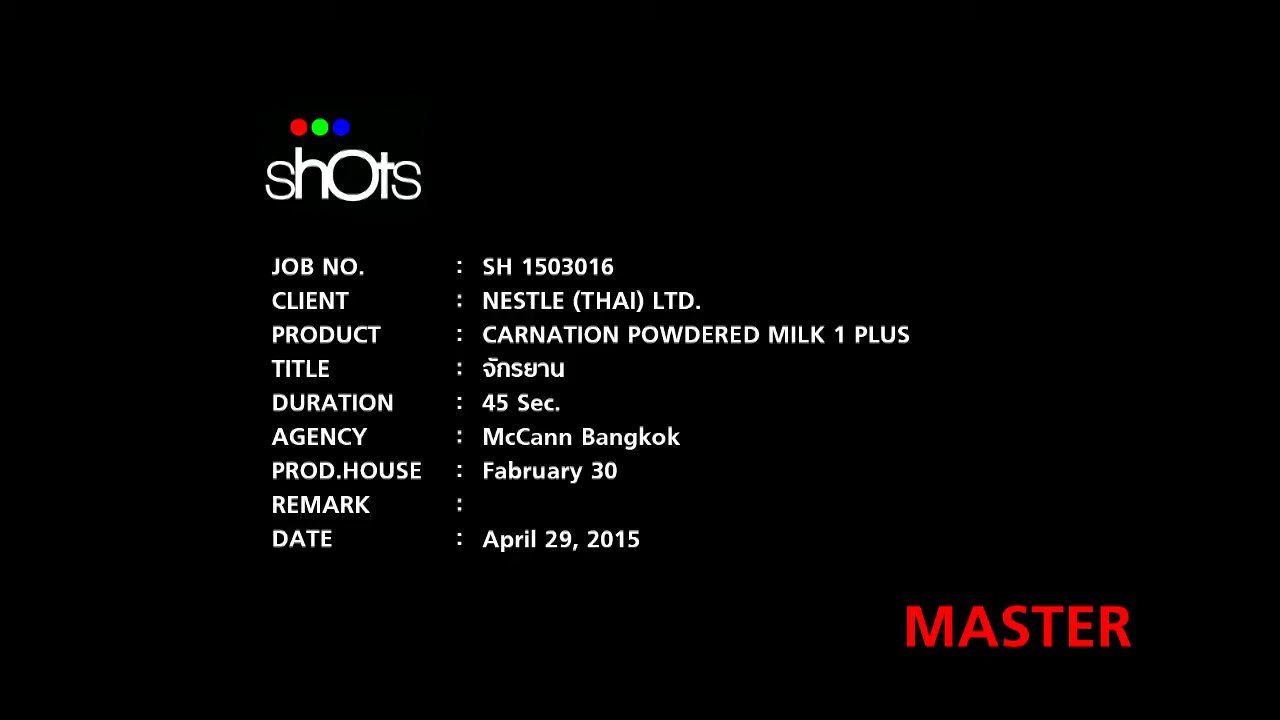 shOts
JOB NO. : SH 1503016
CLIENT : NESTLE (THAI) LTD.
PRODUCT : CARNATION POWDERED MILK 1 PLUS
TITLE : จักรยาน
DURATION : 45 Sec.
AGENCY : McCann Bangkok
PROD.HOUSE : Fabruary 30
REMARK :
DATE : April 29, 2015
MASTER